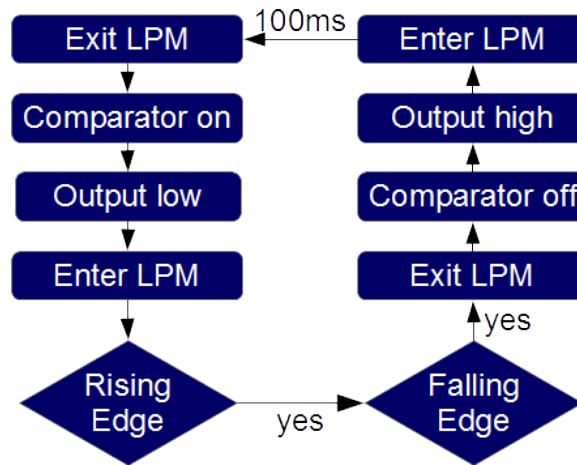 Exit LPM
100ms
Enter LPM
Comparator on
Output high
Output low
Comparator off
Enter LPM
Exit LPM
yes
Rising
Edge
yes
Falling
Edge